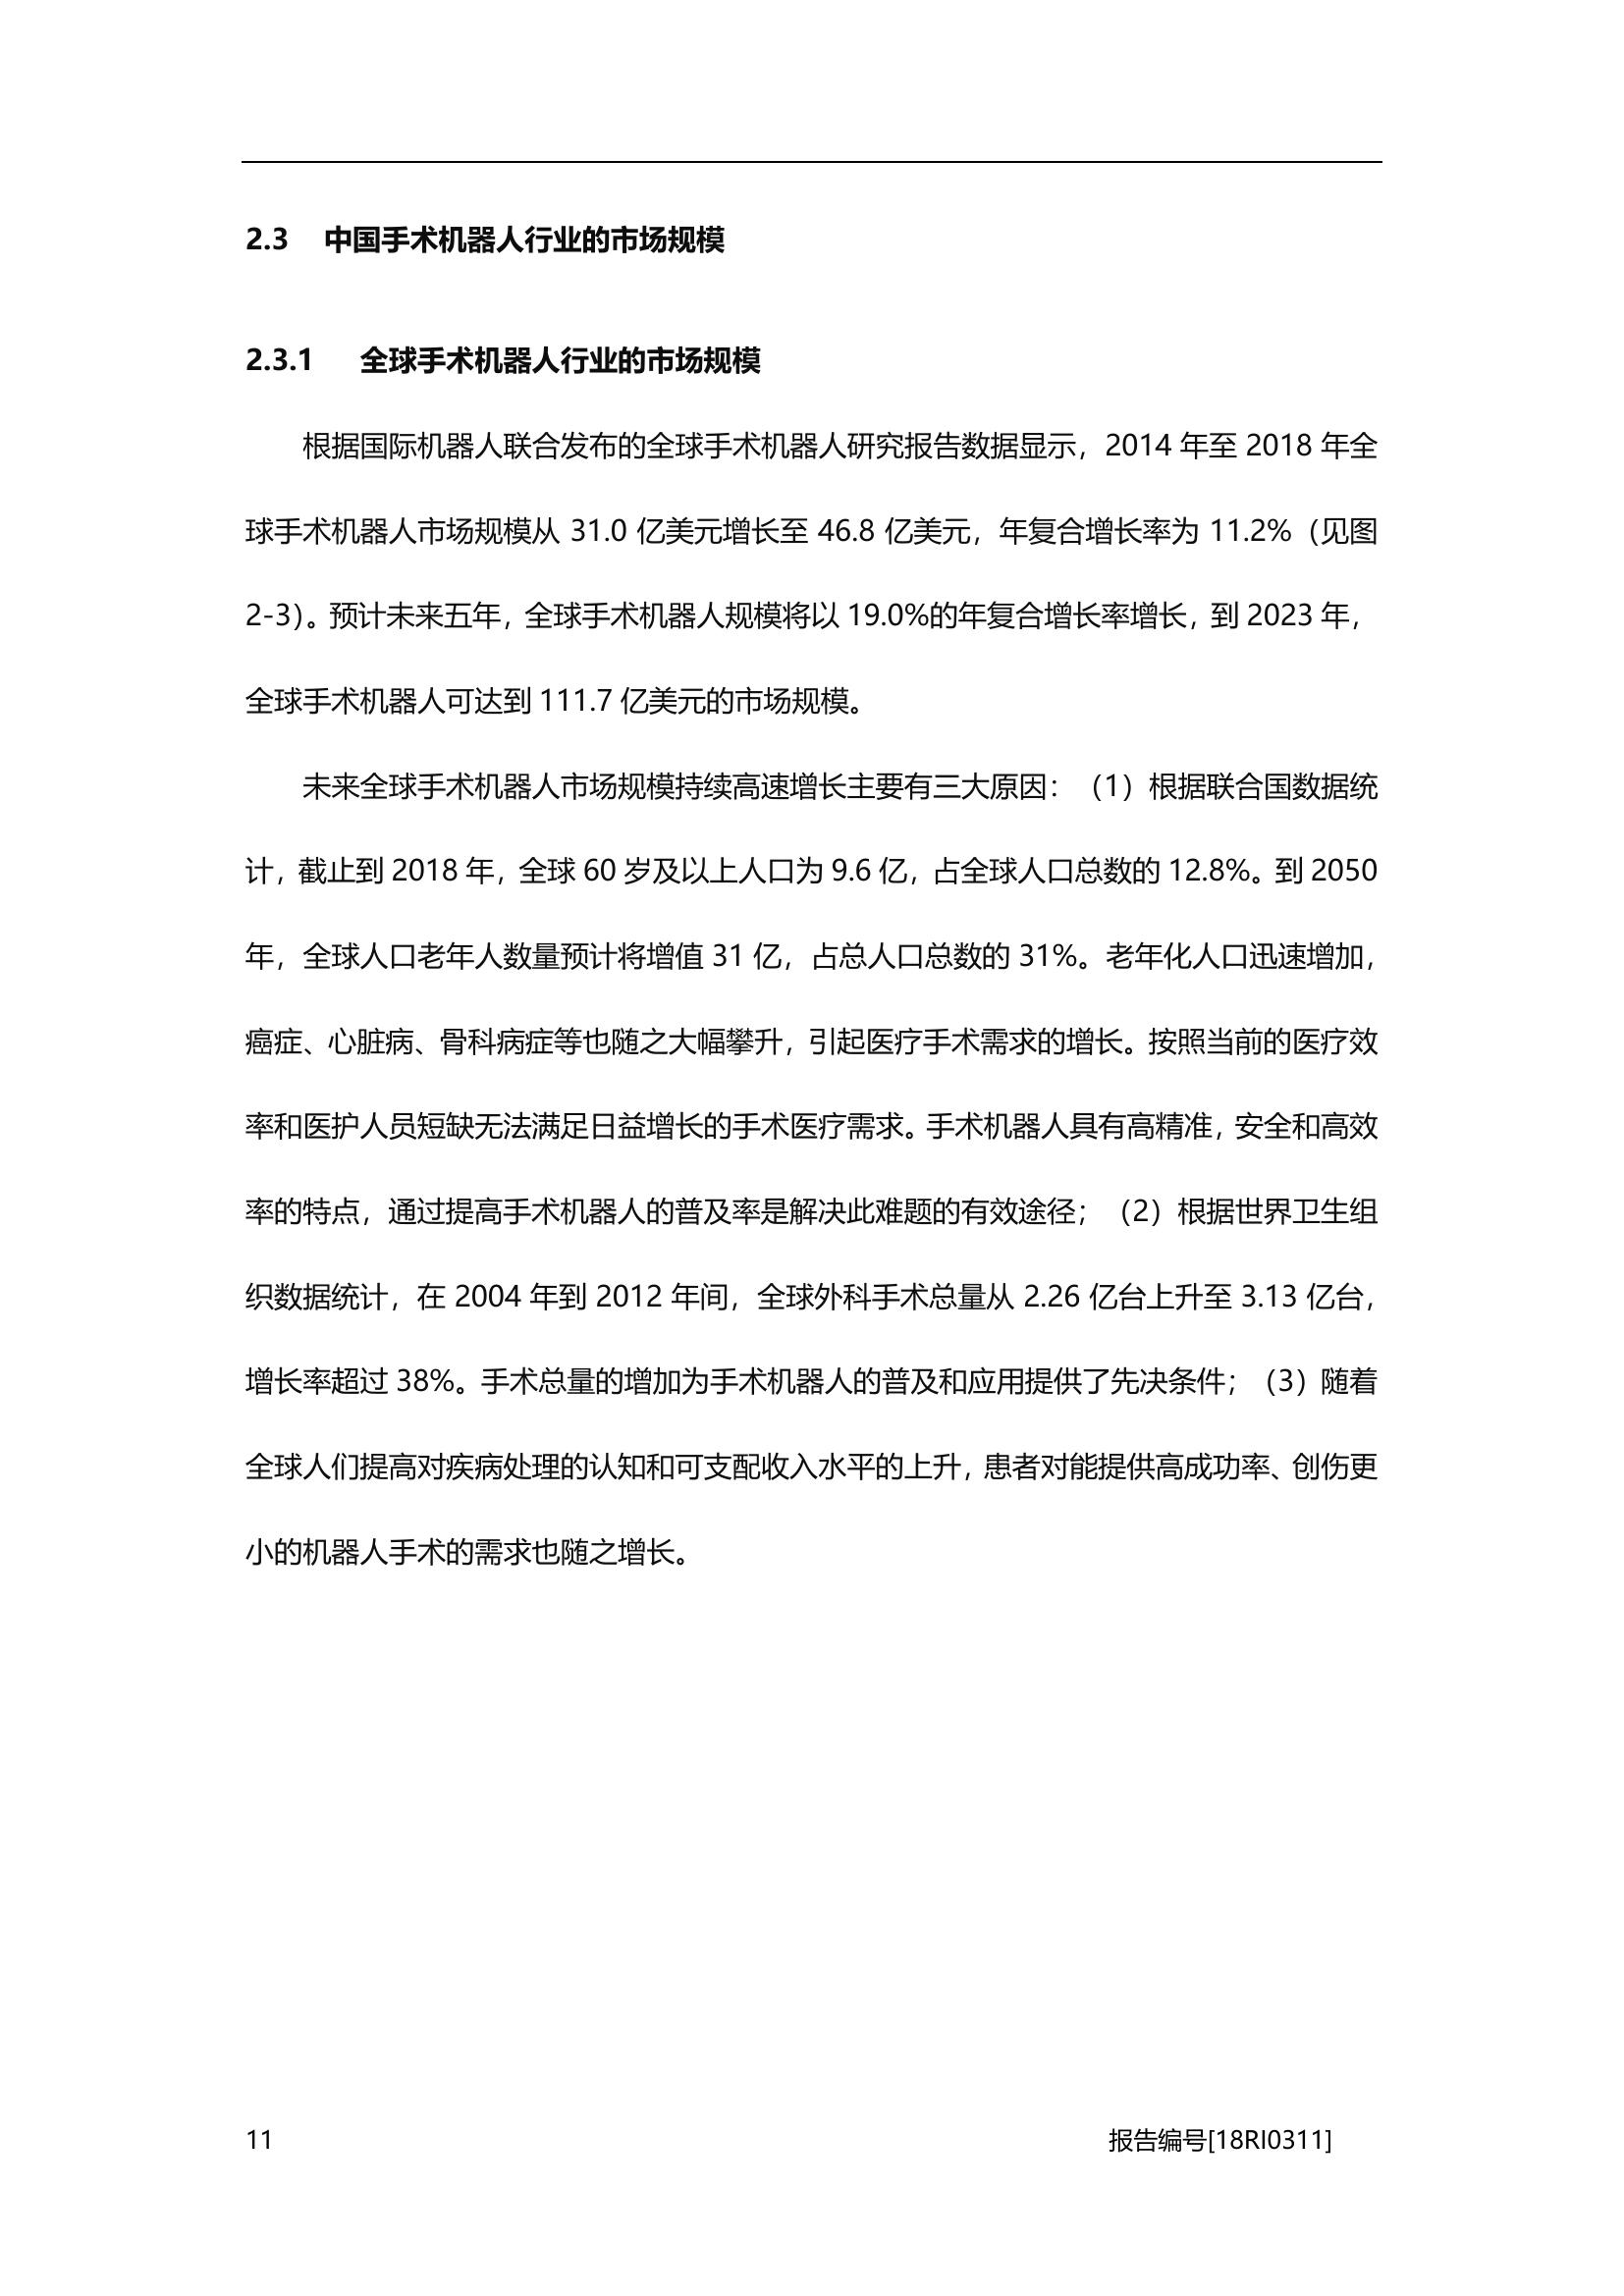 2.3 中国手术机器人行业的市场规模
2.3.1 全球手术机器人行业的市场规模
根据国际机器人联合发布的全球手术机器人研究报告数据显示，2014 年至 2018 年全
球手术机器人市场规模从 31.0 亿美元增长至 46.8 亿美元，年复合增长率为 11.2%（见图
2-3）。预计未来五年，全球手术机器人规模将以 19.0%的年复合增长率增长，到 2023 年，
全球手术机器人可达到 111.7 亿美元的市场规模。
未来全球手术机器人市场规模持续高速增长主要有三大原因：（1）根据联合国数据统
计，截止到 2018 年，全球 60 岁及以上人口为 9.6 亿，占全球人口总数的 12.8%。到 2050
年，全球人口老年人数量预计将增值 31 亿，占总人口总数的 31%。老年化人口迅速增加，
癌症、心脏病、骨科病症等也随之大幅攀升，引起医疗手术需求的增长。按照当前的医疗效
率和医护人员短缺无法满足日益增长的手术医疗需求。手术机器人具有高精准，安全和高效
率的特点，通过提高手术机器人的普及率是解决此难题的有效途径；（2）根据世界卫生组
织数据统计，在 2004 年到 2012 年间，全球外科手术总量从 2.26 亿台上升至 3.13 亿台，
增长率超过 38%。手术总量的增加为手术机器人的普及和应用提供了先决条件；（3）随着
全球人们提高对疾病处理的认知和可支配收入水平的上升，患者对能提供高成功率、创伤更
小的机器人手术的需求也随之增长。
11 报告编号[18RI0311]